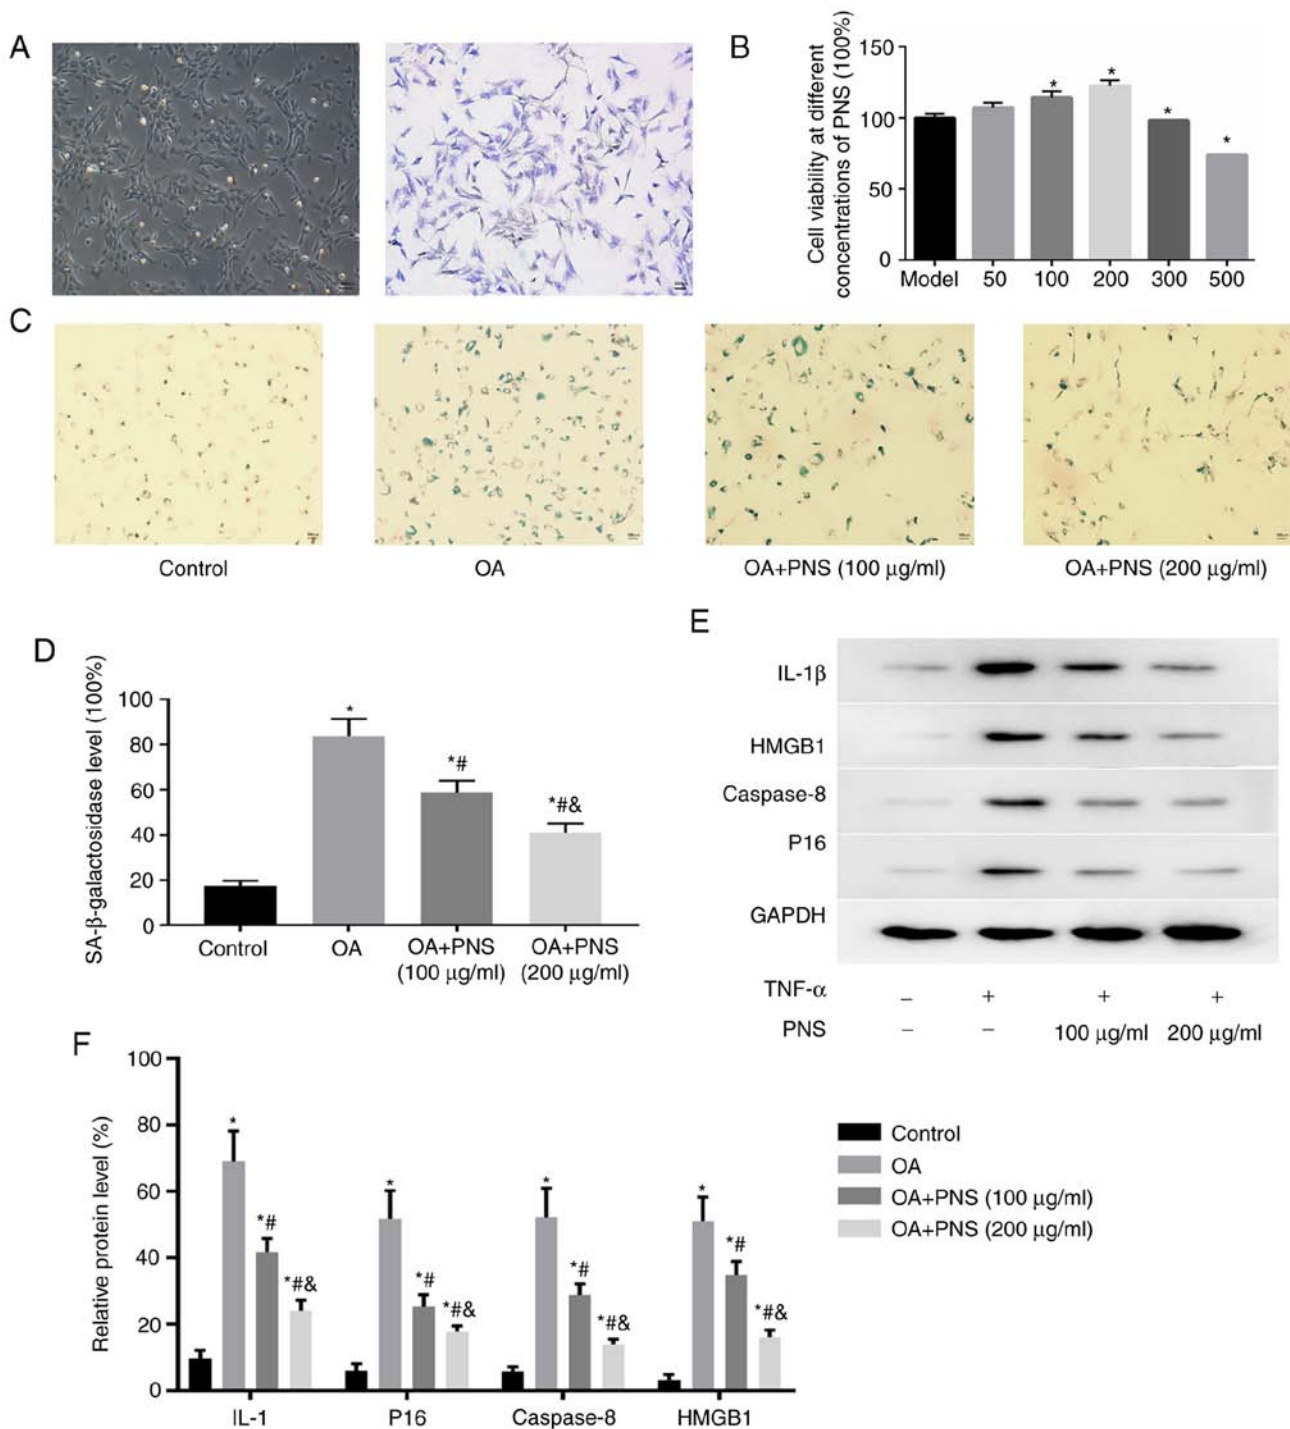 A
B
Cell viability at different
concentrations of PNS (100%)
150
100
50
0
Model 50 100 200 300 500
* * * *
C
Control
OA
OA+PNS (100 μg/ml)
OA+PNS (200 μg/ml)
D
SA-β-galactosidase level (100%)
100
80
60
40
20
0
* *# *#&
Control OA OA+PNS OA+PNS
(100 μg/ml) (200 μg/ml)
E
IL-1β
HMGB1
Caspase-8
P16
GAPDH
TNF-α − + + +
PNS − − 100 μg/ml 200 μg/ml
F
Relative protein level (%)
100
80
60
40
20
0
* *# *#& * *# *#& * *# *#& * *# *#&
IL-1 P16 Caspase-8 HMGB1
Control
OA
OA+PNS (100 μg/ml)
OA+PNS (200 μg/ml)